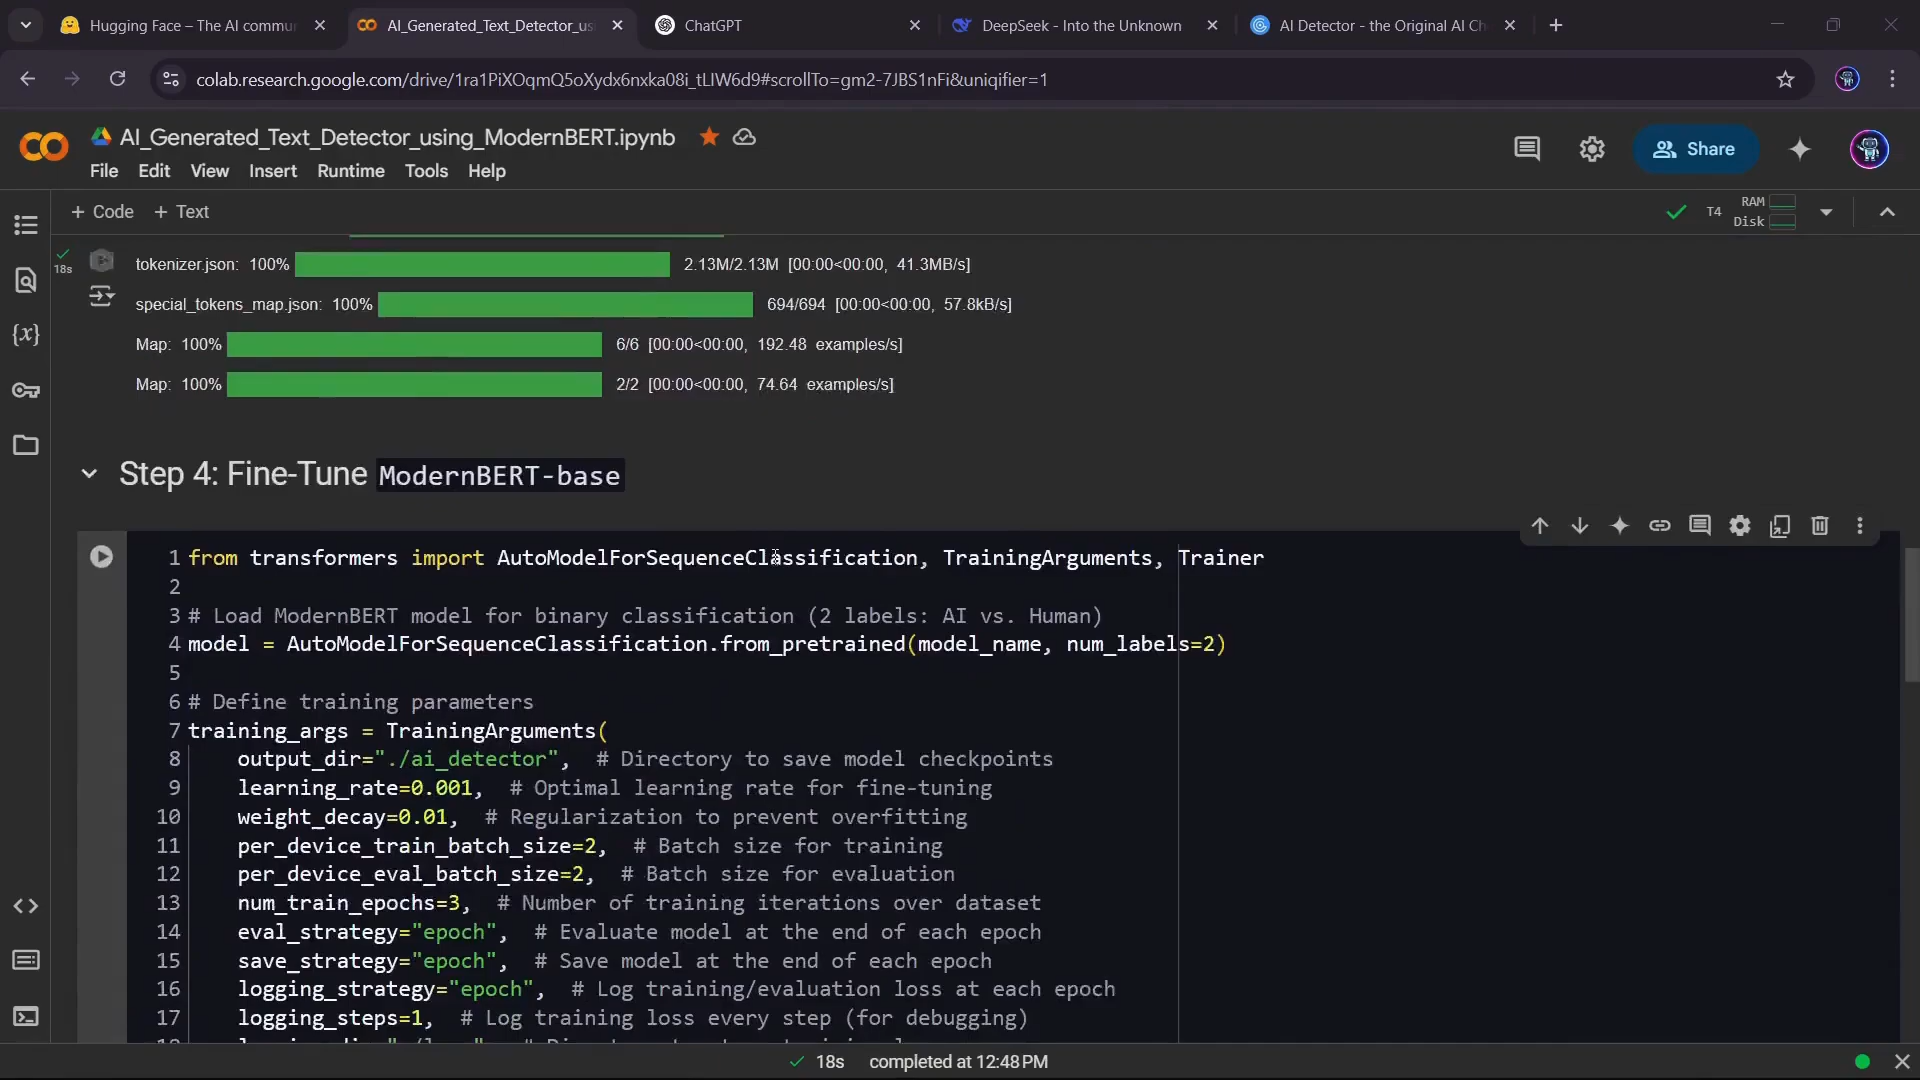 Hugging Face – The AI commu
AI_Generated_Text_Detector_us
ChatGPT
DeepSeek - Into the Unknown
AI Detector - the Original AI Ch
colab.research.google.com/drive/1ra1PiXOqmQ5oXydx6nxka08i_tLIW6d9#scrollTo=gm2-7JBS1nFi&uniqifier=1
AI_Generated_Text_Detector_using_ModernBERT.ipynb
File Edit View Insert Runtime Tools Help
Share
+ Code + Text
T4
RAM
Disk
18s
tokenizer.json: 100% 2.13M/2.13M [00:00<00:00, 41.3MB/s]
special_tokens_map.json: 100% 694/694 [00:00<00:00, 57.8kB/s]
Map: 100% 6/6 [00:00<00:00, 192.48 examples/s]
Map: 100% 2/2 [00:00<00:00, 74.64 examples/s]
Step 4: Fine-Tune ModernBERT-base
1 from transformers import AutoModelForSequenceClassification, TrainingArguments, Trainer
2
3 # Load ModernBERT model for binary classification (2 labels: AI vs. Human)
4 model = AutoModelForSequenceClassification.from_pretrained(model_name, num_labels=2)
5
6 # Define training parameters
7 training_args = TrainingArguments(
8 output_dir="./ai_detector", # Directory to save model checkpoints
9 learning_rate=0.001, # Optimal learning rate for fine-tuning
10 weight_decay=0.01, # Regularization to prevent overfitting
11 per_device_train_batch_size=2, # Batch size for training
12 per_device_eval_batch_size=2, # Batch size for evaluation
13 num_train_epochs=3, # Number of training iterations over dataset
14 eval_strategy="epoch", # Evaluate model at the end of each epoch
15 save_strategy="epoch", # Save model at the end of each epoch
16 logging_strategy="epoch", # Log training/evaluation loss at each epoch
17 logging_steps=1, # Log training loss every step (for debugging)
18s completed at 12:48 PM